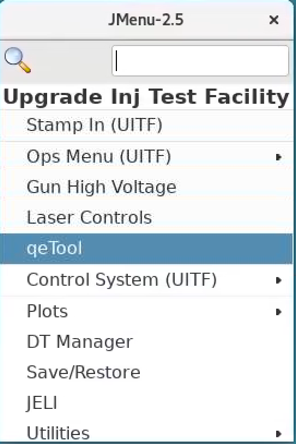 JMenu-2.5
Upgrade Inj Test Facility
Stamp In (UITF)
Ops Menu (UITF)
Gun High Voltage
Laser Controls
qeTool
Control System (UITF)
Plots
DT Manager
Save/Restore
JELI
Utilities